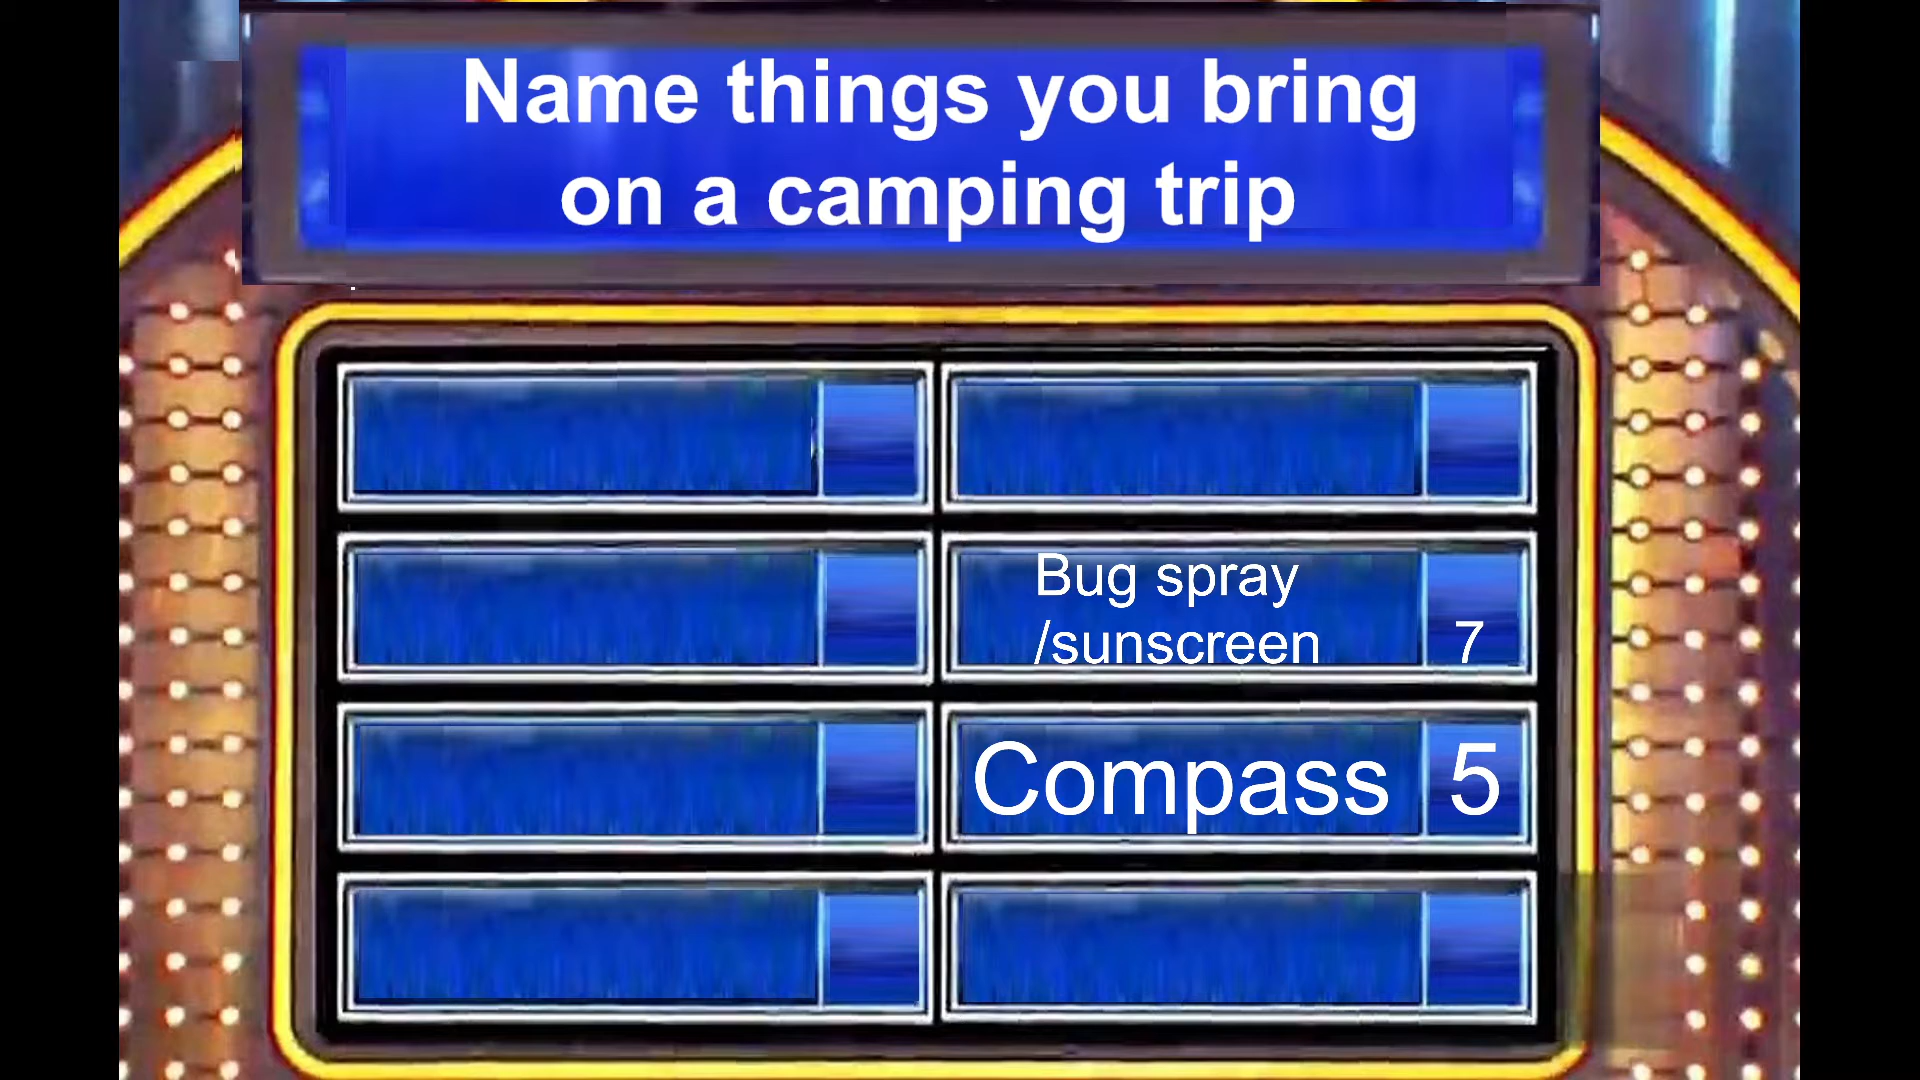 Name things you bring
on a camping trip
Bug spray
/sunscreen 7
Compass 5